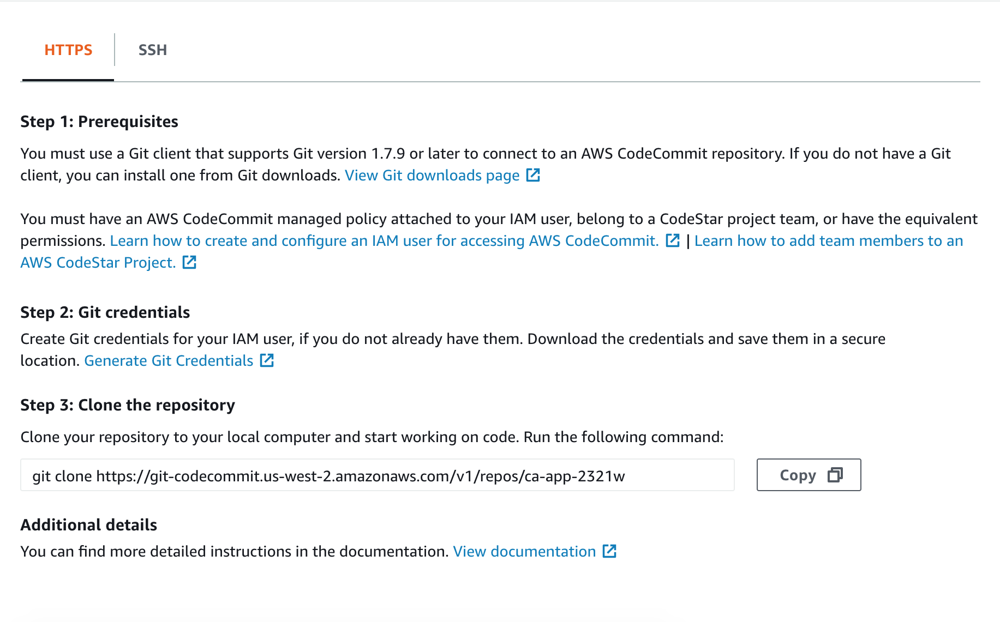 HTTPS
SSH
Step 1: Prerequisites
You must use a Git client that supports Git version 1.7.9 or later to connect to an AWS CodeCommit repository. If you do not have a Git
client, you can install one from Git downloads. View Git downloads page
You must have an AWS CodeCommit managed policy attached to your IAM user, belong to a CodeStar project team, or have the equivalent
permissions. Learn how to create and configure an IAM user for accessing AWS CodeCommit. | Learn how to add team members to an
AWS CodeStar Project.
Step 2: Git credentials
Create Git credentials for your IAM user, if you do not already have them. Download the credentials and save them in a secure
location. Generate Git Credentials
Step 3: Clone the repository
Clone your repository to your local computer and start working on code. Run the following command:
git clone https://git-codecommit.us-west-2.amazonaws.com/v1/repos/ca-app-2321w
Copy
Additional details
You can find more detailed instructions in the documentation. View documentation